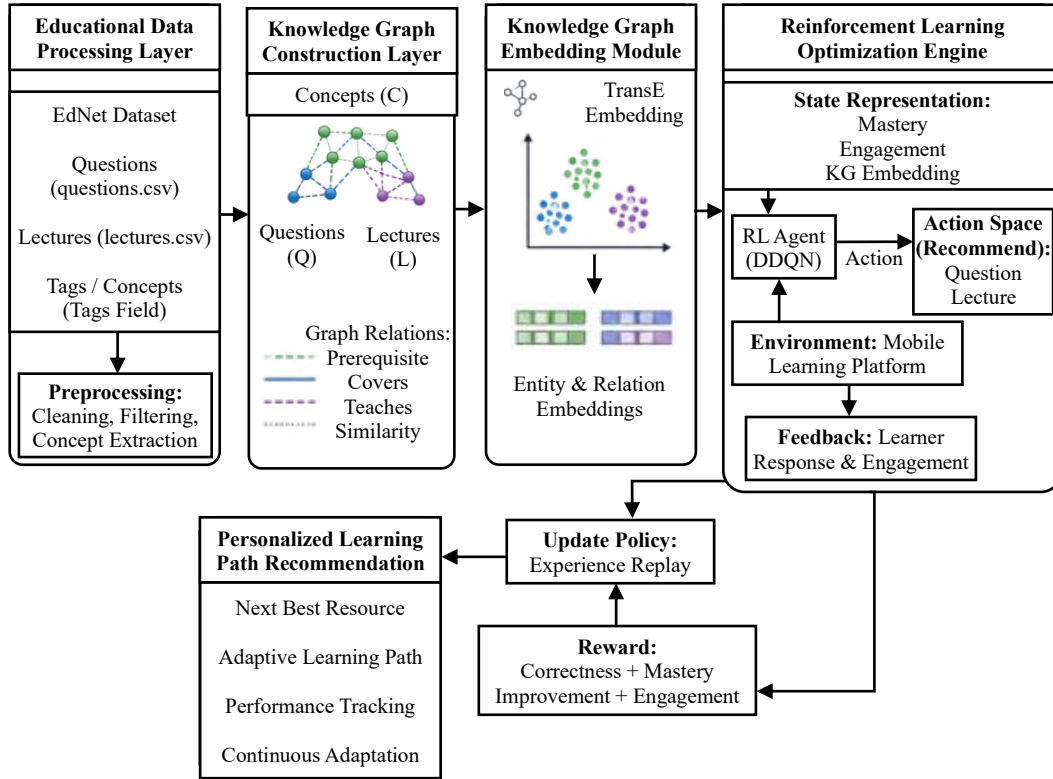 Educational Data
Processing Layer
EdNet Dataset
Questions
(questions.csv)
Lectures (lectures.csv)
Tags / Concepts
(Tags Field)
Preprocessing:
Cleaning, Filtering,
Concept Extraction
Knowledge Graph
Construction Layer
Concepts (C)
Questions
(Q)
Lectures
(L)
Graph Relations:
Prerequisite
Covers
Teaches
Similarity
Knowledge Graph
Embedding Module
TransE
Embedding
Entity & Relation
Embeddings
Reinforcement Learning
Optimization Engine
State Representation:
Mastery
Engagement
KG Embedding
RL Agent
(DDQN)
Action
Action Space
(Recommend):
Question
Lecture
Environment: Mobile
Learning Platform
Feedback: Learner
Response & Engagement
Update Policy:
Experience Replay
Reward:
Correctness + Mastery
Improvement + Engagement
Personalized Learning
Path Recommendation
Next Best Resource
Adaptive Learning Path
Performance Tracking
Continuous Adaptation